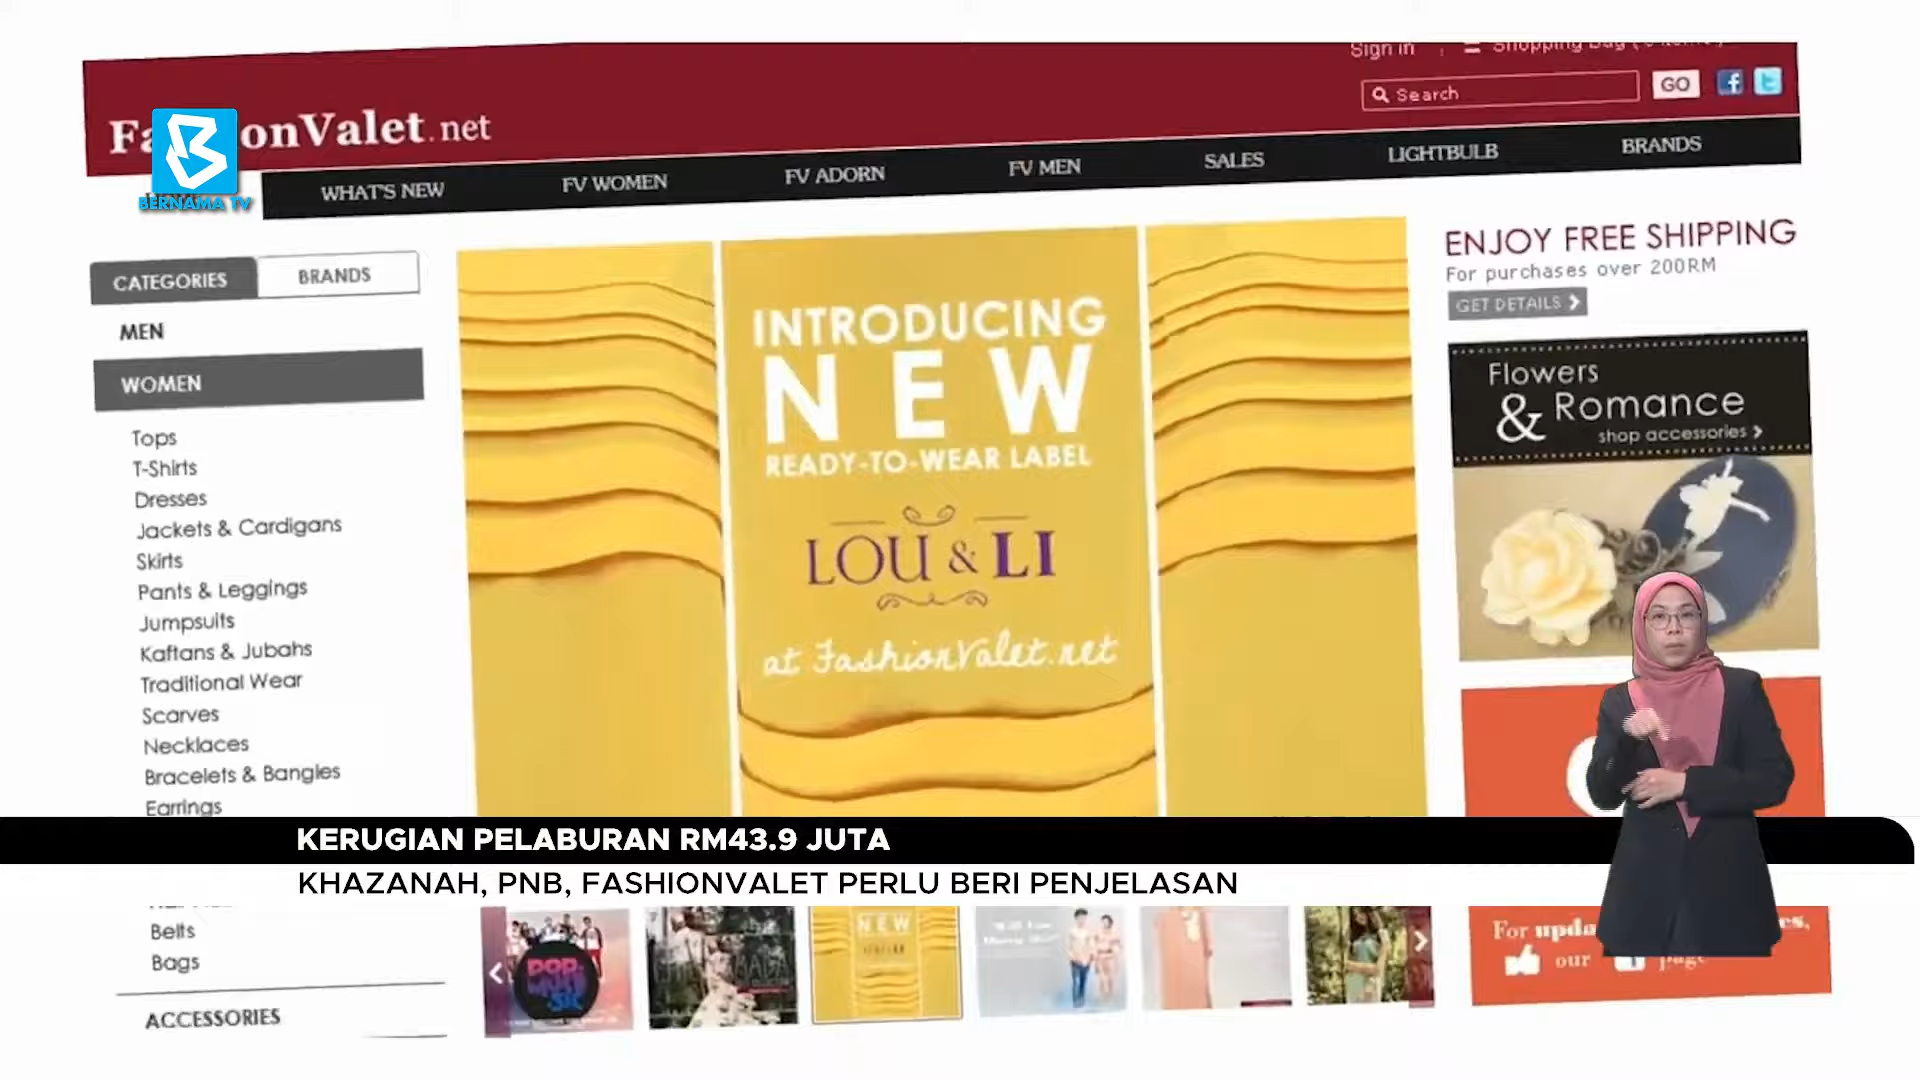 Sign in
FashionValet.net
Search
GO
BERNAMA TV
WHAT'S NEW
FV WOMEN
FV ADORN
FV MEN
SALES
LIGHTBULB
BRANDS
CATEGORIES
BRANDS
MEN
WOMEN
Tops
T-Shirts
Dresses
Jackets & Cardigans
Skirts
Pants & Leggings
Jumpsuits
Kaftans & Jubahs
Traditional Wear
Scarves
Necklaces
Bracelets & Bangles
Earrings
Belts
Bags
ACCESSORIES
INTRODUCING
NEW
READY-TO-WEAR LABEL
LOU & LI
at FashionValet.net
ENJOY FREE SHIPPING
For purchases over 200RM
GET DETAILS
Flowers
& Romance
shop accessories
KERUGIAN PELABURAN RM43.9 JUTA
KHAZANAH, PNB, FASHIONVALET PERLU BERI PENJELASAN
NEW
For
our